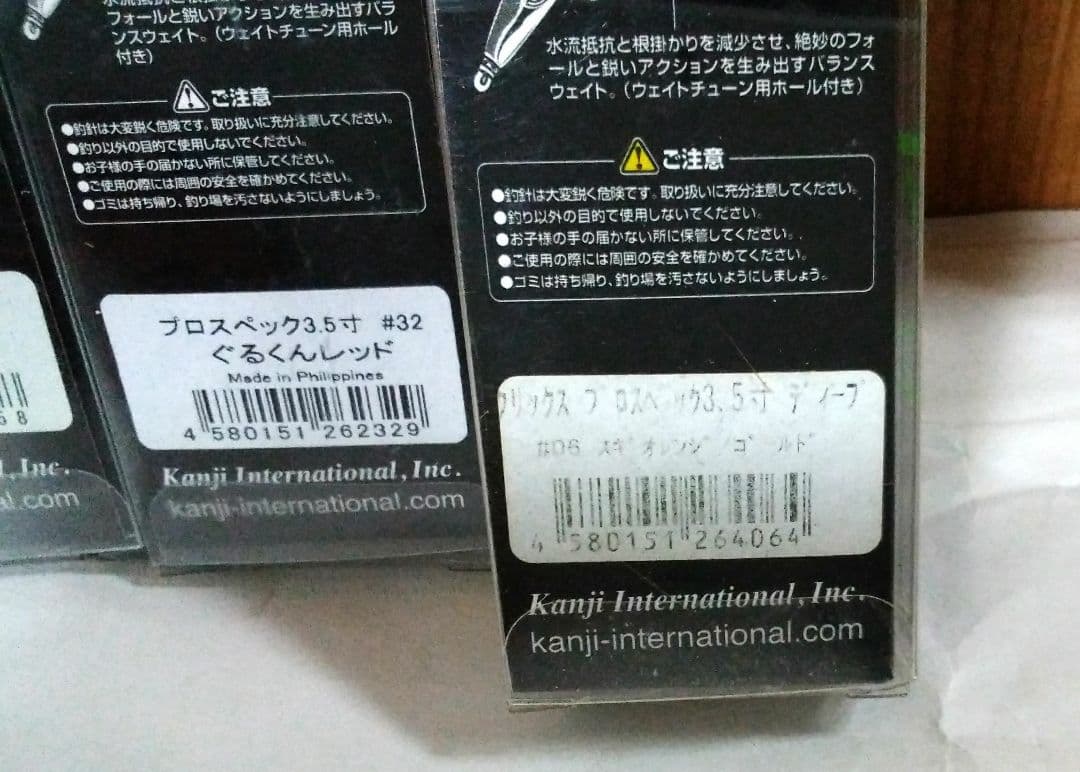 フォールと鋭いアクションを生み出すバラ
ンスウェイト。(ウェイトチューン用ホール
付き)
ご注意
●釣針は大変鋭く危険です。取り扱いに充分注意してください。
●釣り以外の目的で使用しないでください。
●お子様の手の届かない所に保管してください。
●ご使用の際には周囲の安全を確かめてください。
●ゴミは持ち帰り、釣り場を汚さないようにしましょう。
プロスペック3.5寸 #32
ぐるくんレッド
Made in Philippines
4 580151 262329
Kanji International, Inc.
kanji-international.com
水流抵抗と根掛かりを減少させ、絶妙のフォ
ールと鋭いアクションを生み出すバランス
ウェイト。(ウェイトチューン用ホール付き)
ご注意
●釣針は大変鋭く危険です。取り扱いに充分注意してください。
●釣り以外の目的で使用しないでください。
●お子様の手の届かない所に保管してください。
●ご使用の際には周囲の安全を確かめてください。
●ゴミは持ち帰り、釣り場を汚さないようにしましょう。
リックス プロスペック3.5寸 ディープ
#06 スギオレンジ/ゴールド
4 580151 264064
Kanji International, Inc.
kanji-international.com
68
, Inc.
al.com